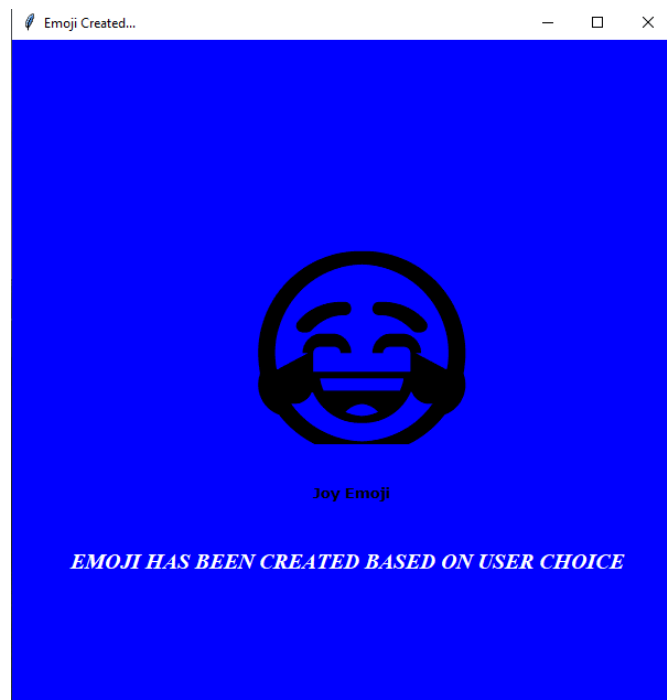 Emoji Created...
Joy Emoji
EMOJI HAS BEEN CREATED BASED ON USER CHOICE